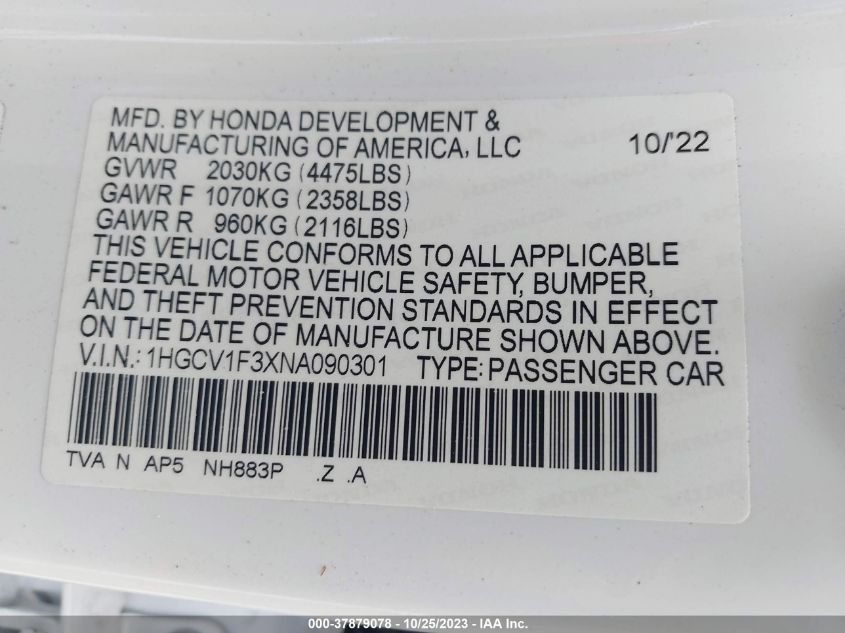 MFD. BY HONDA DEVELOPMENT &
MANUFACTURING OF AMERICA, LLC 10/'22
GVWR 2030KG (4475LBS)
GAWR F 1070KG (2358LBS)
GAWR R 960KG (2116LBS)
THIS VEHICLE CONFORMS TO ALL APPLICABLE
FEDERAL MOTOR VEHICLE SAFETY, BUMPER,
AND THEFT PREVENTION STANDARDS IN EFFECT
ON THE DATE OF MANUFACTURE SHOWN ABOVE.
V.I.N.: 1HGCV1F3XNA090301 TYPE: PASSENGER CAR
TVA N AP5 NH883P .Z .A
000-37879078 - 10/25/2023 - IAA Inc.